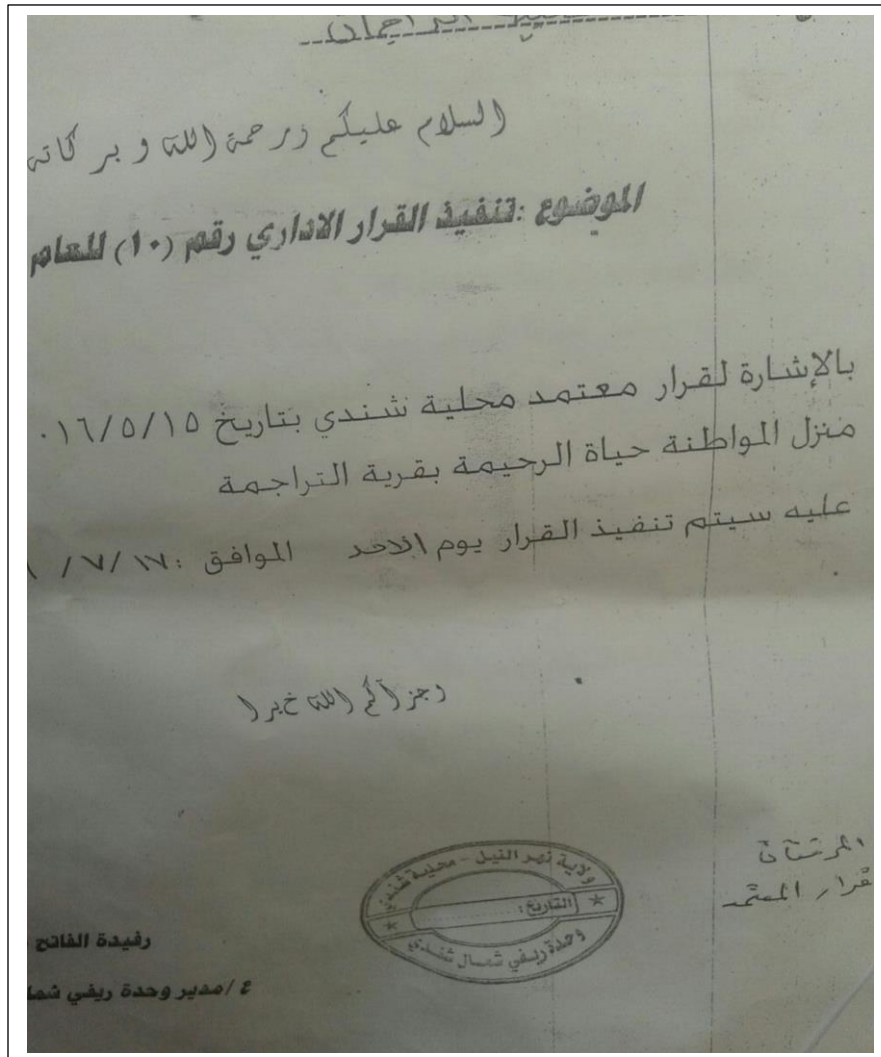 السلام عليكم ورحمة الله وبركاته
الموضوع :تنفيذ القرار الاداري رقم (١٠) للعام
بالإشارة لقرار معتمد محلية شندي بتاريخ ٠١٦/٥/١٥
منزل المواطنة حياة الرحيمة بقرية التراجمة
عليه سيتم تنفيذ القرار يوم الاحد الموافق :٧/١٧/
وجزاكم الله خيرا
المرفقات
قرار المعتمد
ولاية نهر النيل - محلية شندي
التاريخ :
وحدة ريفي شمال شندي
رفيدة الفاتح
ع/مدير وحدة ريفي